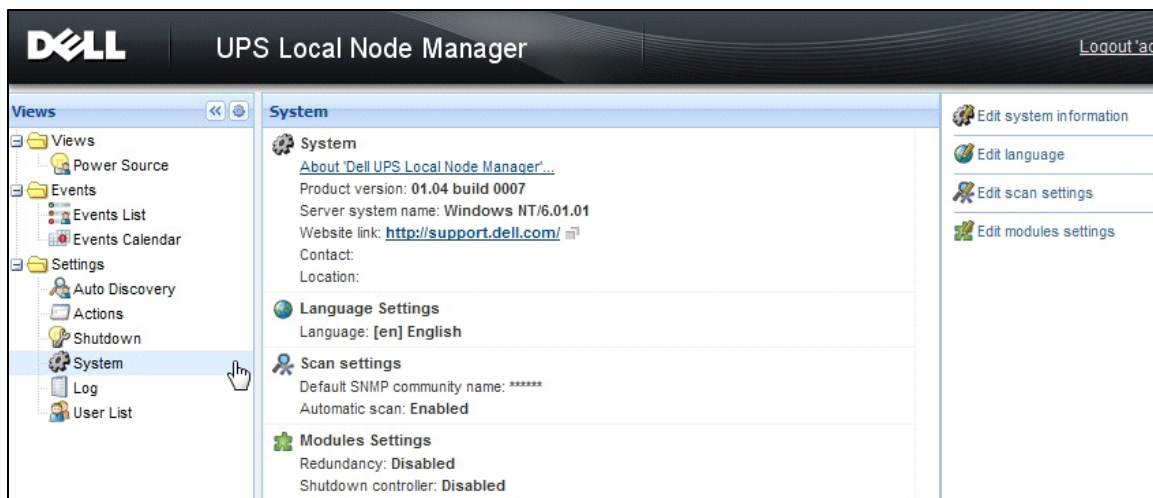 DELL
UPS Local Node Manager
Logout 'ac
Views
Views
Power Source
Events
Events List
Events Calendar
Settings
Auto Discovery
Actions
Shutdown
System
Log
User List
System
System
About 'Dell UPS Local Node Manager'...
Product version: 01.04 build 0007
Server system name: Windows NT/6.01.01
Website link: http://support.dell.com/
Contact:
Location:
Language Settings
Language: [en] English
Scan settings
Default SNMP community name: ******
Automatic scan: Enabled
Modules Settings
Redundancy: Disabled
Shutdown controller: Disabled
Edit system information
Edit language
Edit scan settings
Edit modules settings